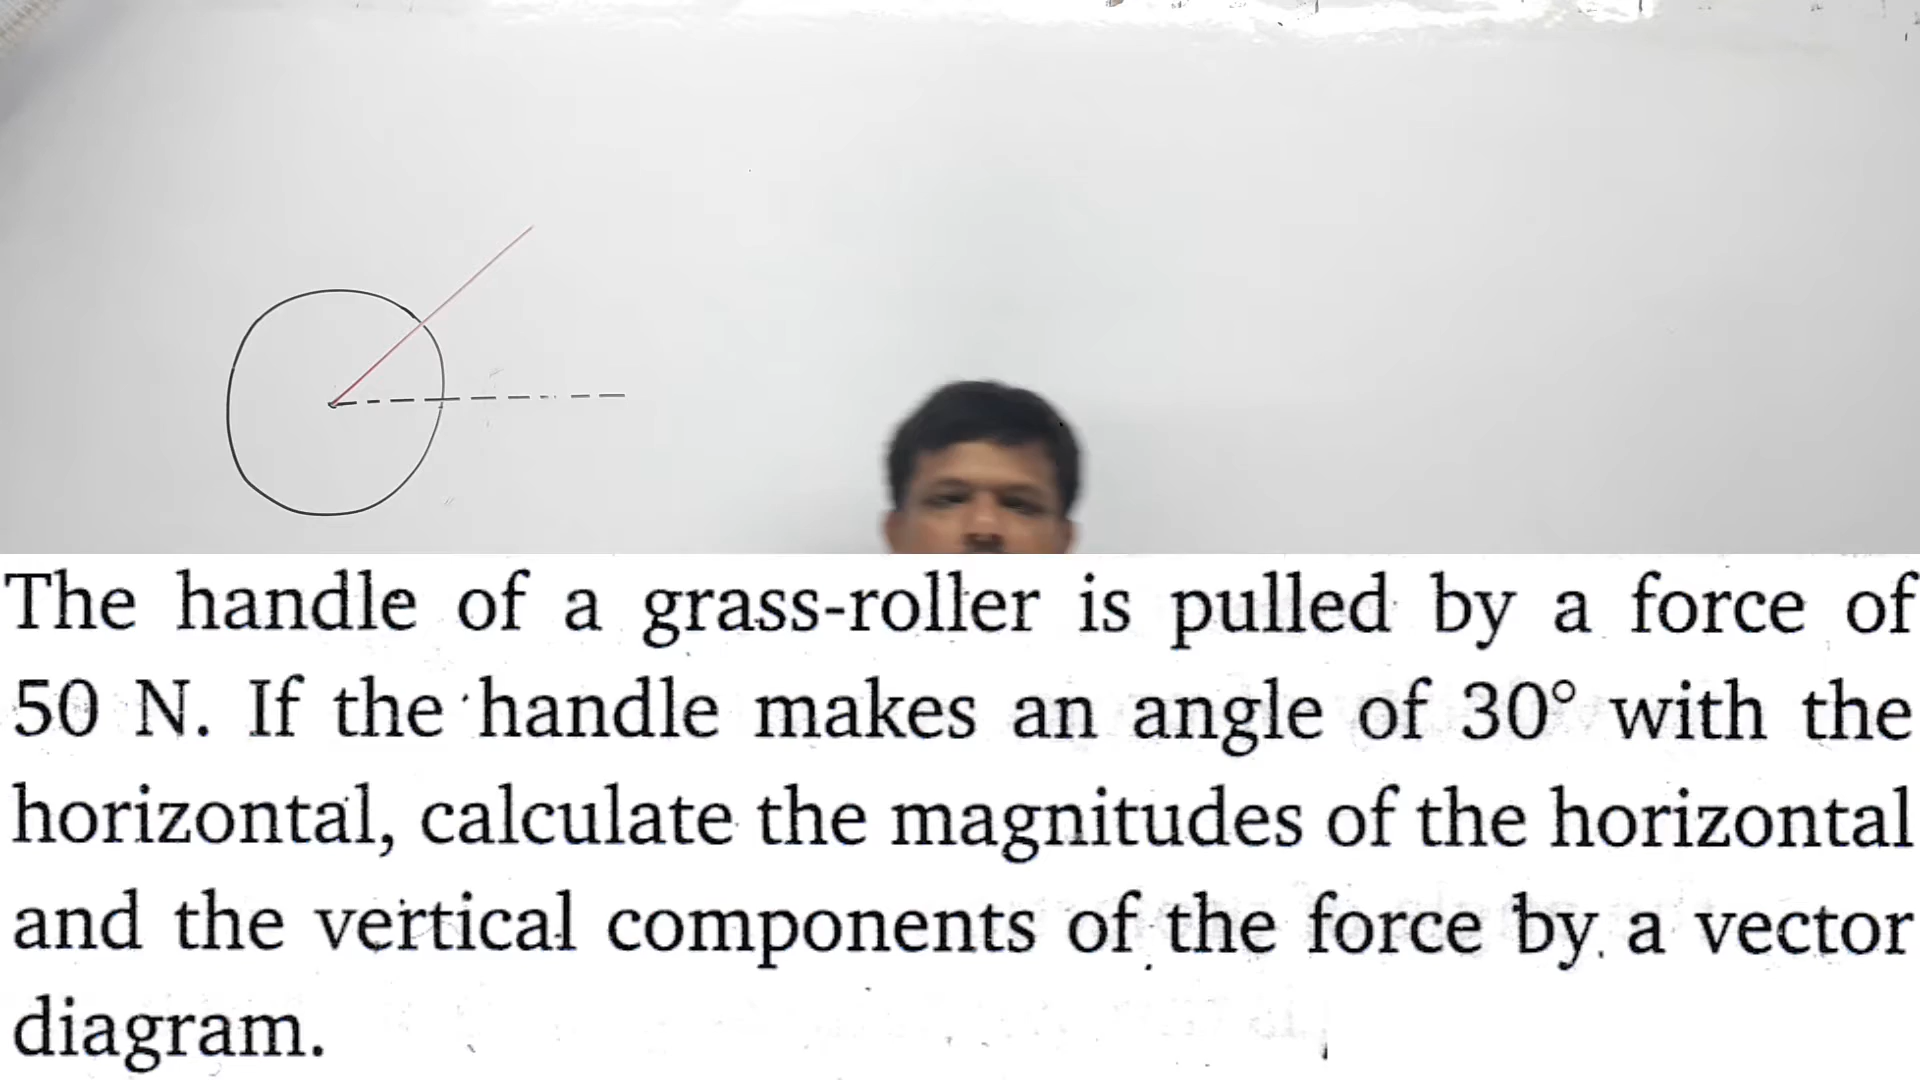 The handle of a grass-roller is pulled by a force of
50 N. If the handle makes an angle of 30° with the
horizontal, calculate the magnitudes of the horizontal
and the vertical components of the force by a vector
diagram.